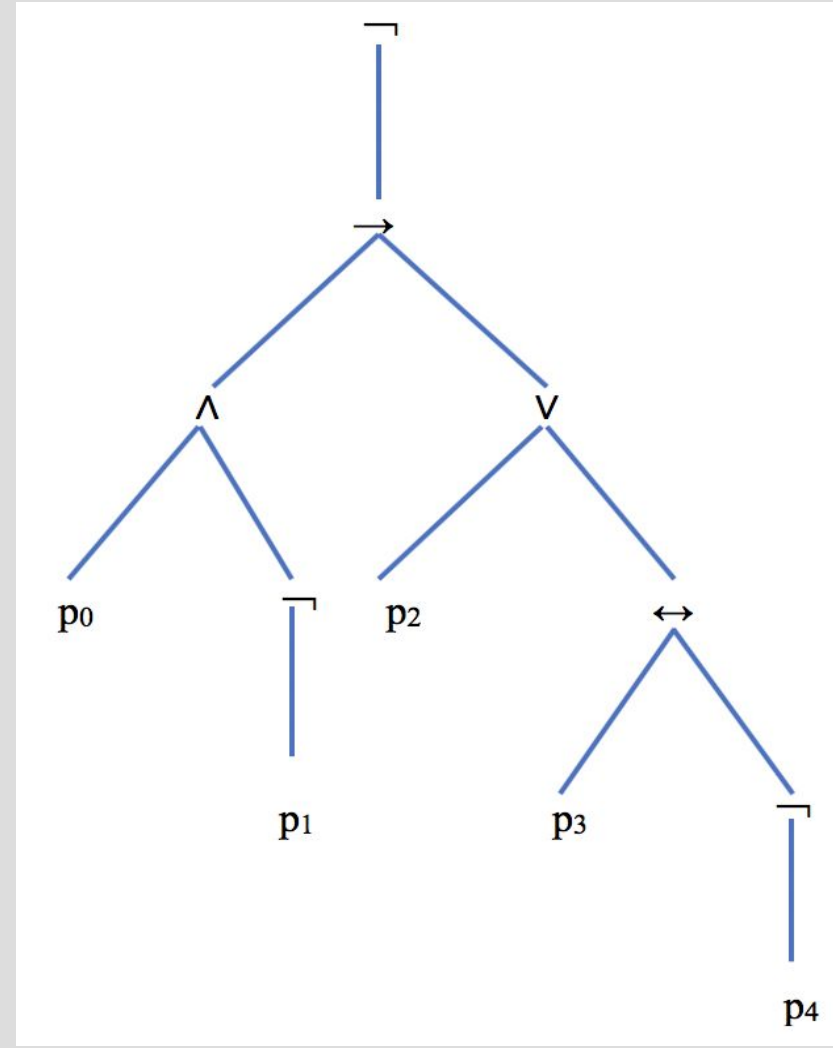 ¬
→
∧ ∨
p₀ ¬ p₂ ↔
p₁ p₃ ¬
p₄